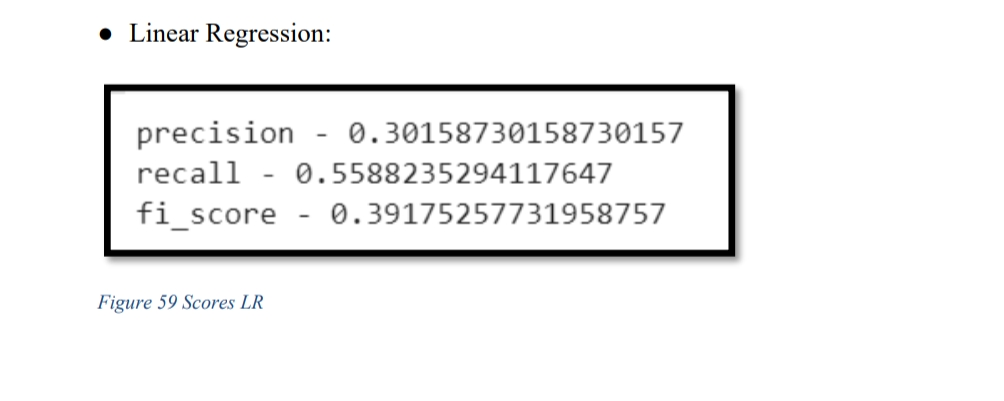 ● Linear Regression:
precision - 0.30158730158730157
recall - 0.5588235294117647
fi_score - 0.39175257731958757
Figure 59 Scores LR